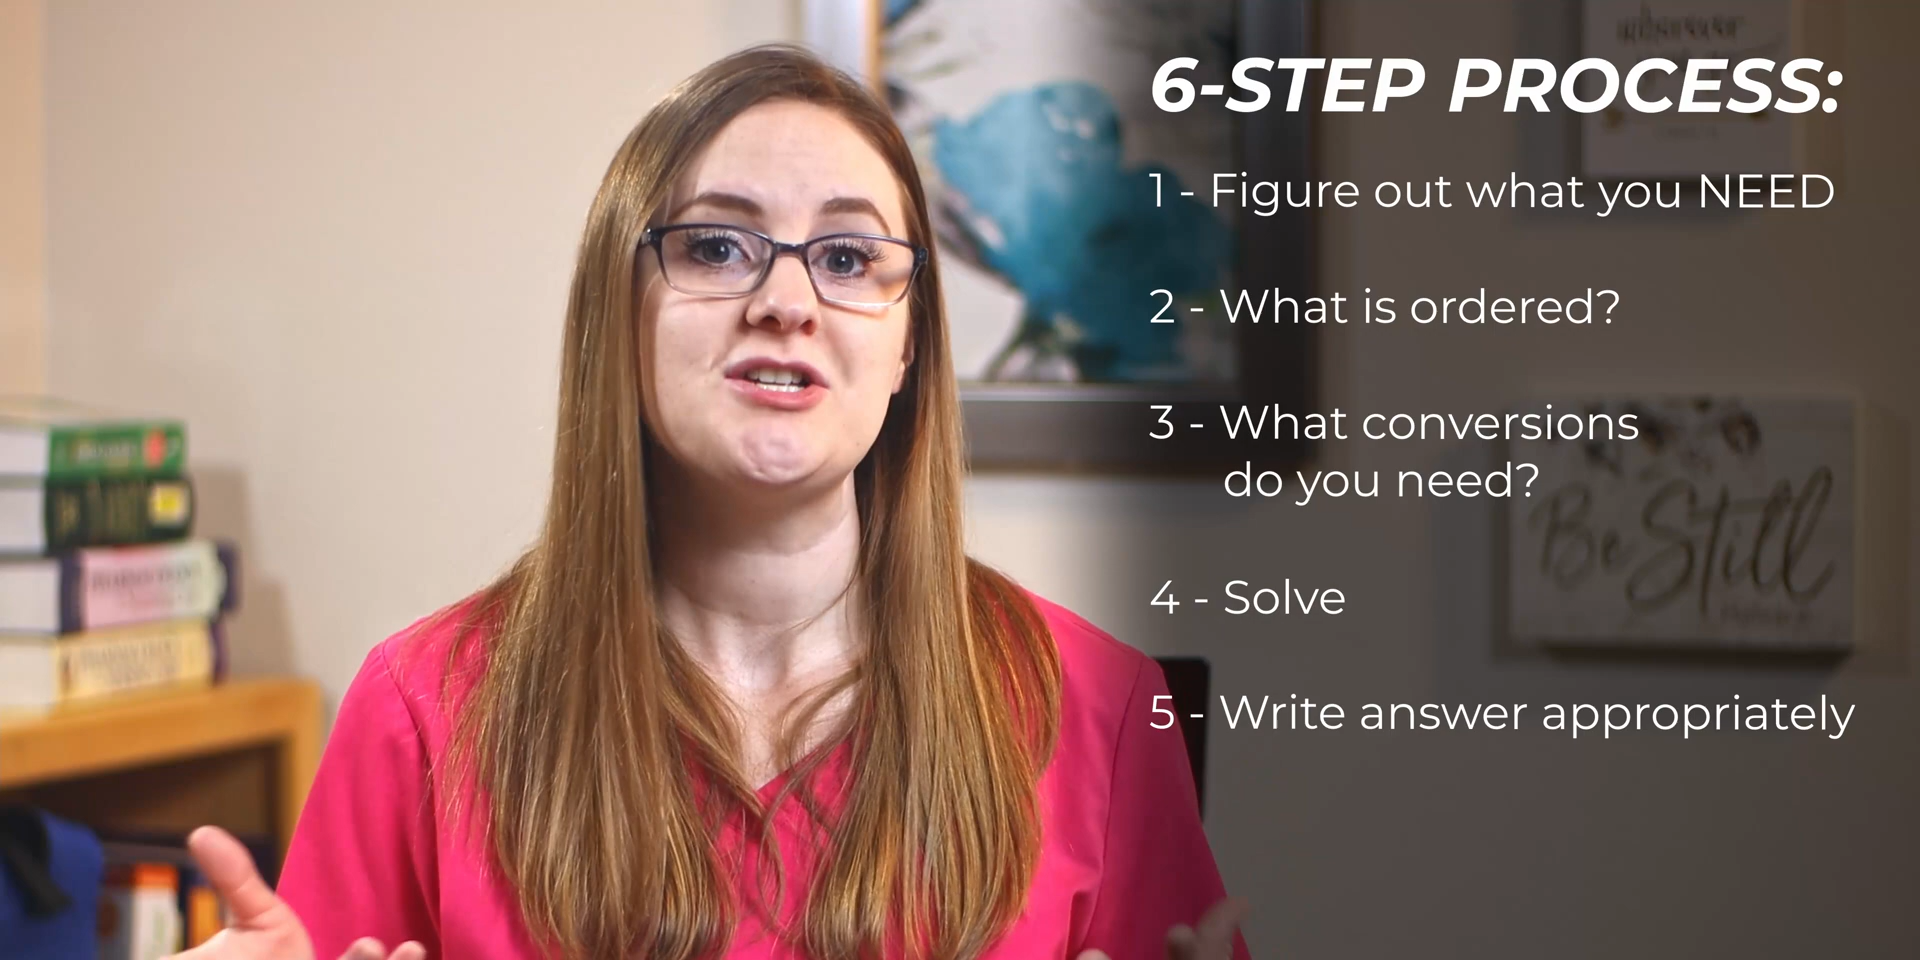 6-STEP PROCESS:
1 - Figure out what you NEED
2 - What is ordered?
3 - What conversions
do you need?
4 - Solve
5 - Write answer appropriately
Be Still